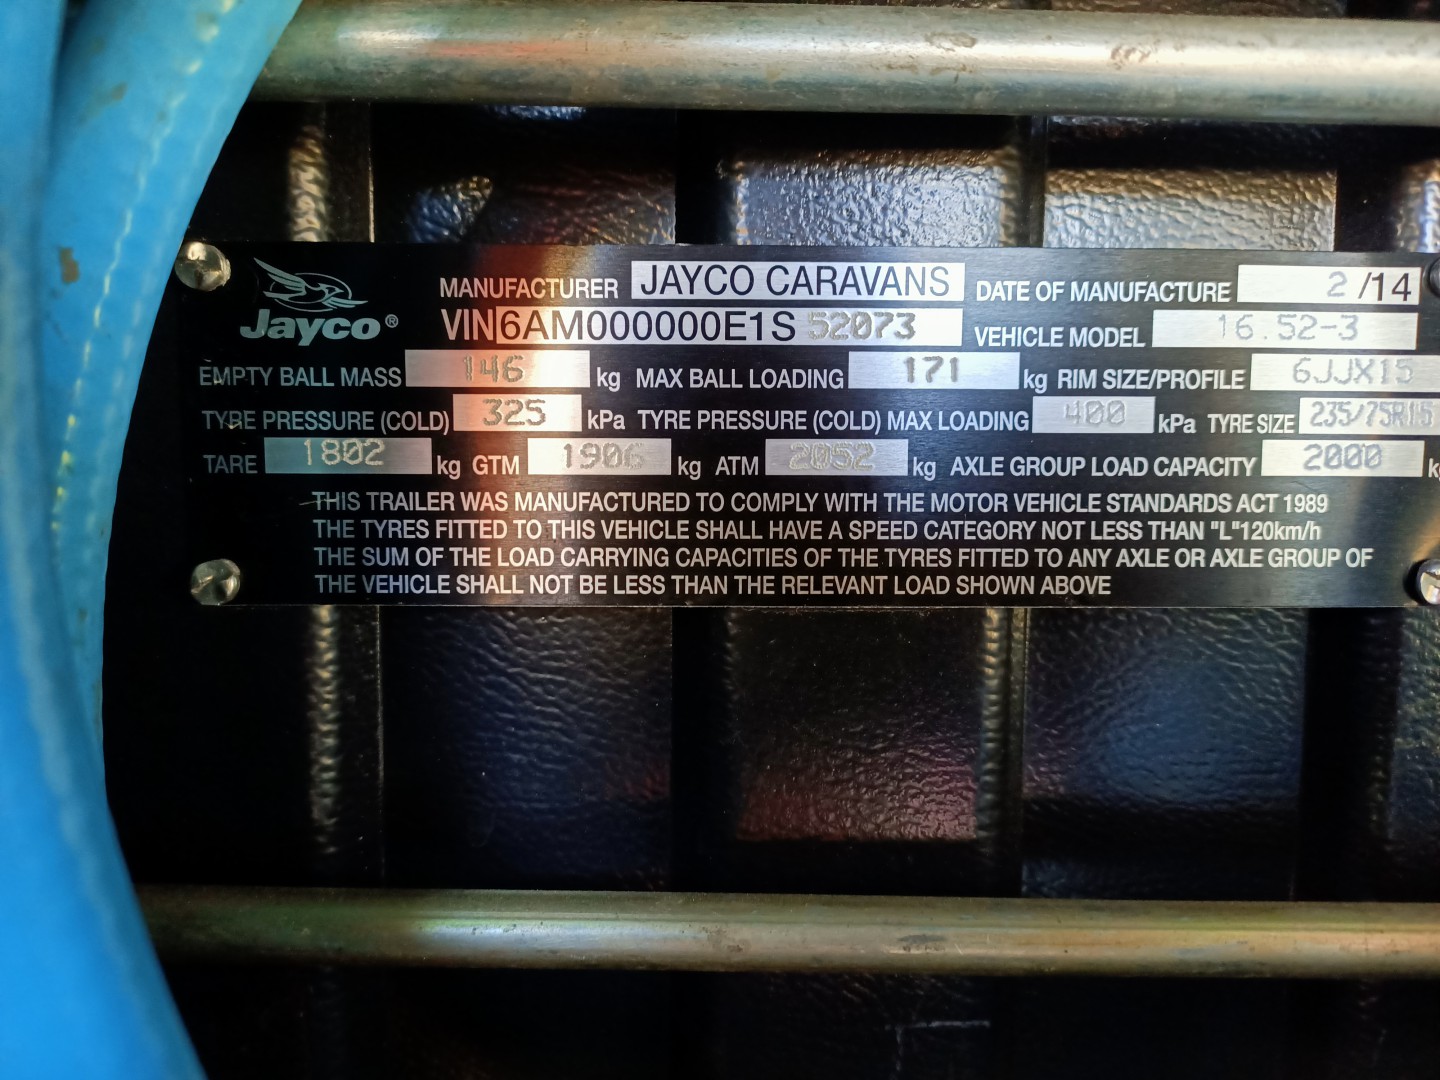 Jayco®
MANUFACTURER JAYCO CARAVANS DATE OF MANUFACTURE 2 /14
VIN 6AM000000E1S 52073 VEHICLE MODEL 16.52-3
EMPTY BALL MASS 146 kg MAX BALL LOADING 171 kg RIM SIZE/PROFILE 6JJX15
TYRE PRESSURE (COLD) 325 kPa TYRE PRESSURE (COLD) MAX LOADING 400 kPa TYRE SIZE 235/75R15
TARE 1802 kg GTM 1906 kg ATM 2052 kg AXLE GROUP LOAD CAPACITY 2000
THIS TRAILER WAS MANUFACTURED TO COMPLY WITH THE MOTOR VEHICLE STANDARDS ACT 1989
THE TYRES FITTED TO THIS VEHICLE SHALL HAVE A SPEED CATEGORY NOT LESS THAN "L"120km/h
THE SUM OF THE LOAD CARRYING CAPACITIES OF THE TYRES FITTED TO ANY AXLE OR AXLE GROUP OF
THE VEHICLE SHALL NOT BE LESS THAN THE RELEVANT LOAD SHOWN ABOVE